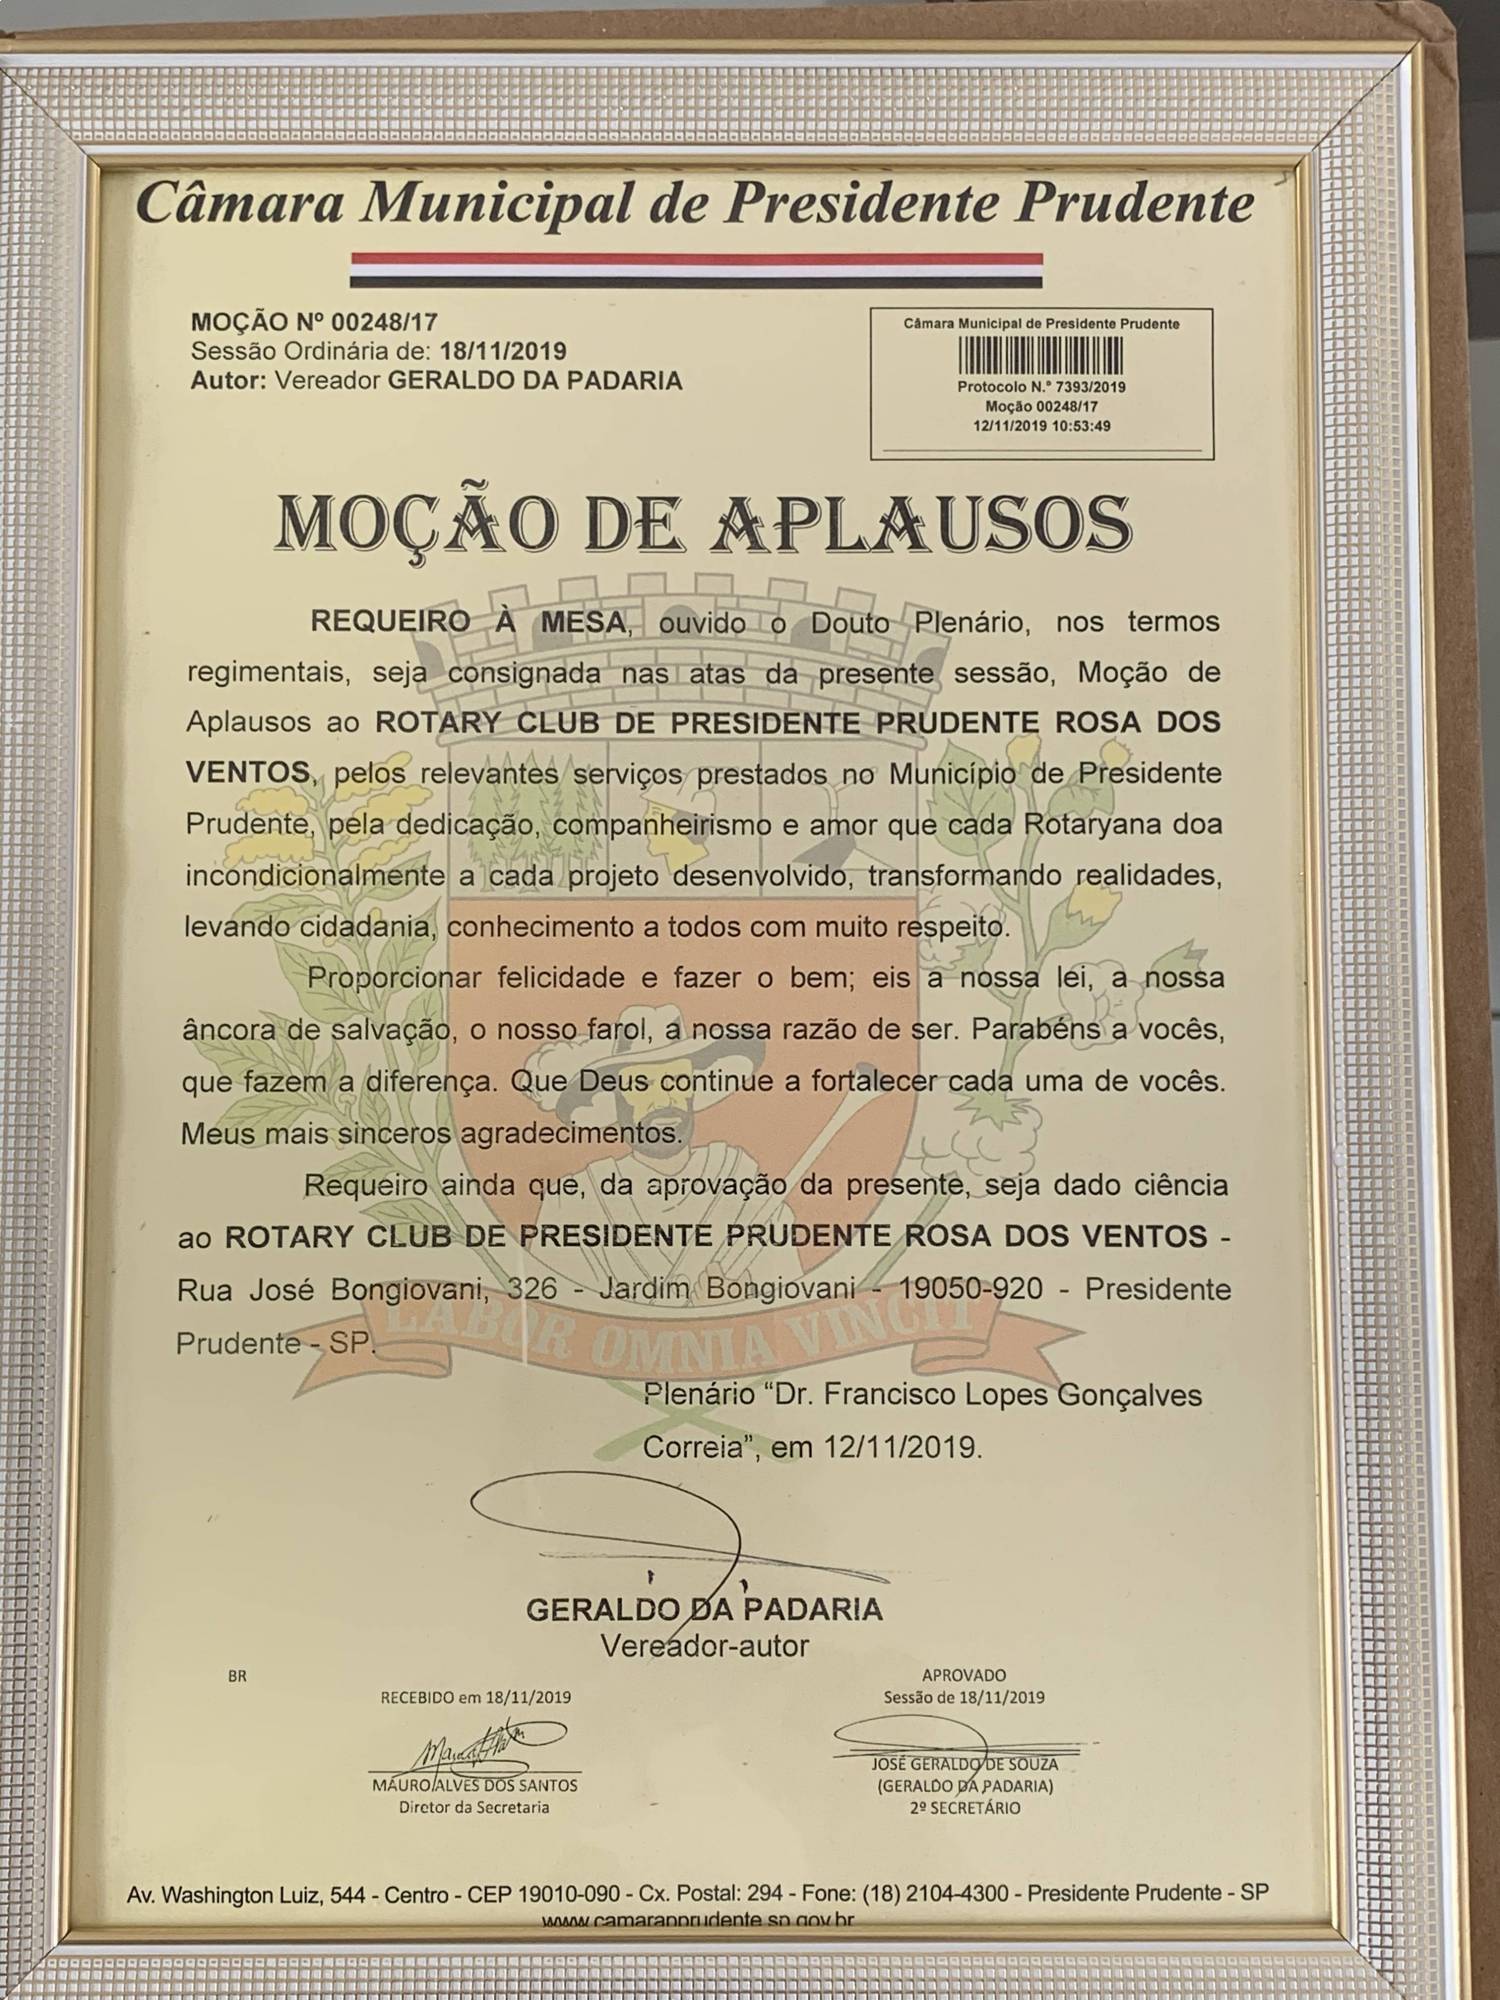 Câmara Municipal de Presidente Prudente
MOÇÃO Nº 00248/17
Sessão Ordinária de: 18/11/2019
Autor: Vereador GERALDO DA PADARIA
Câmara Municipal de Presidente Prudente
Protocolo N.° 7393/2019
Moção 00248/17
12/11/2019 10:53:49
MOÇÃO DE APLAUSOS
REQUEIRO À MESA, ouvido o Douto Plenário, nos termos
regimentais, seja consignada nas atas da presente sessão, Moção de
Aplausos ao ROTARY CLUB DE PRESIDENTE PRUDENTE ROSA DOS
VENTOS, pelos relevantes serviços prestados no Município de Presidente
Prudente, pela dedicação, companheirismo e amor que cada Rotaryana doa
incondicionalmente a cada projeto desenvolvido, transformando realidades,
levando cidadania, conhecimento a todos com muito respeito.
Proporcionar felicidade e fazer o bem; eis a nossa lei, a nossa
âncora de salvação, o nosso farol, a nossa razão de ser. Parabéns a vocês,
que fazem a diferença. Que Deus continue a fortalecer cada uma de vocês.
Meus mais sinceros agradecimentos.
Requeiro ainda que, da aprovação da presente, seja dado ciência
ao ROTARY CLUB DE PRESIDENTE PRUDENTE ROSA DOS VENTOS -
Rua José Bongiovani, 326 - Jardim Bongiovani - 19050-920 - Presidente
Prudente - SP.
LABOR OMNIA VINCIT
Plenário “Dr. Francisco Lopes Gonçalves
Correia”, em 12/11/2019.
GERALDO DA PADARIA
Vereador-autor
BR
RECEBIDO em 18/11/2019
MAURO ALVES DOS SANTOS
Diretor da Secretaria
APROVADO
Sessão de 18/11/2019
JOSÉ GERALDO DE SOUZA
(GERALDO DA PADARIA)
2º SECRETÁRIO
Av. Washington Luiz, 544 - Centro - CEP 19010-090 - Cx. Postal: 294 - Fone: (18) 2104-4300 - Presidente Prudente - SP
www.camarapprudente.sp.gov.br